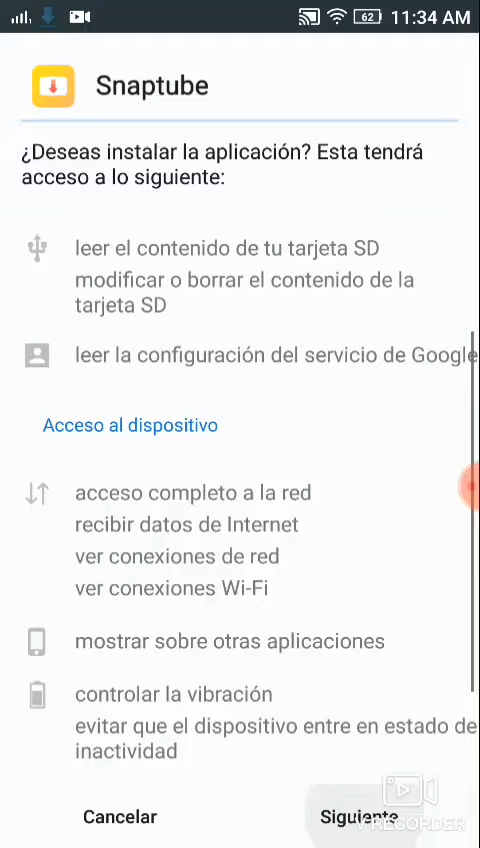 62 11:34 AM
Snaptube
¿Deseas instalar la aplicación? Esta tendrá
acceso a lo siguiente:
leer el contenido de tu tarjeta SD
modificar o borrar el contenido de la
tarjeta SD
leer la configuración del servicio de Google
Acceso al dispositivo
acceso completo a la red
recibir datos de Internet
ver conexiones de red
ver conexiones Wi-Fi
mostrar sobre otras aplicaciones
controlar la vibración
evitar que el dispositivo entre en estado de
inactividad
Cancelar Siguiente
V RECORDER